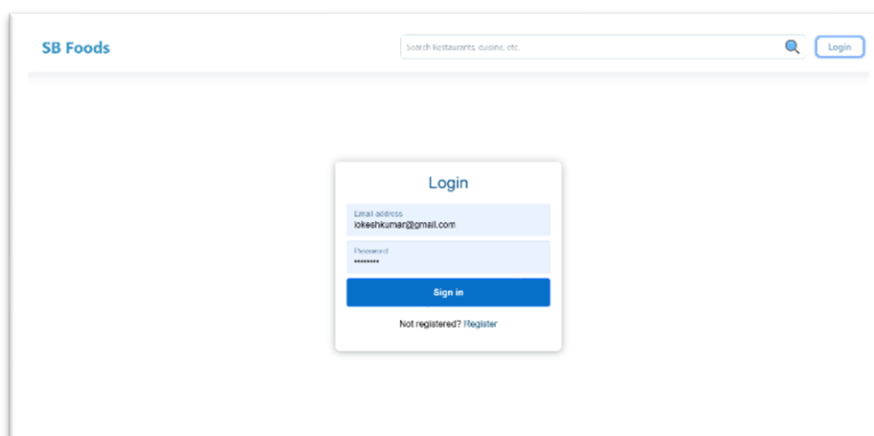 SB Foods
Search Restaurants, cuisine, etc.
Login
Login
Email address
lokeshkumar@gmail.com
Password
••••••••
Sign in
Not registered? Register